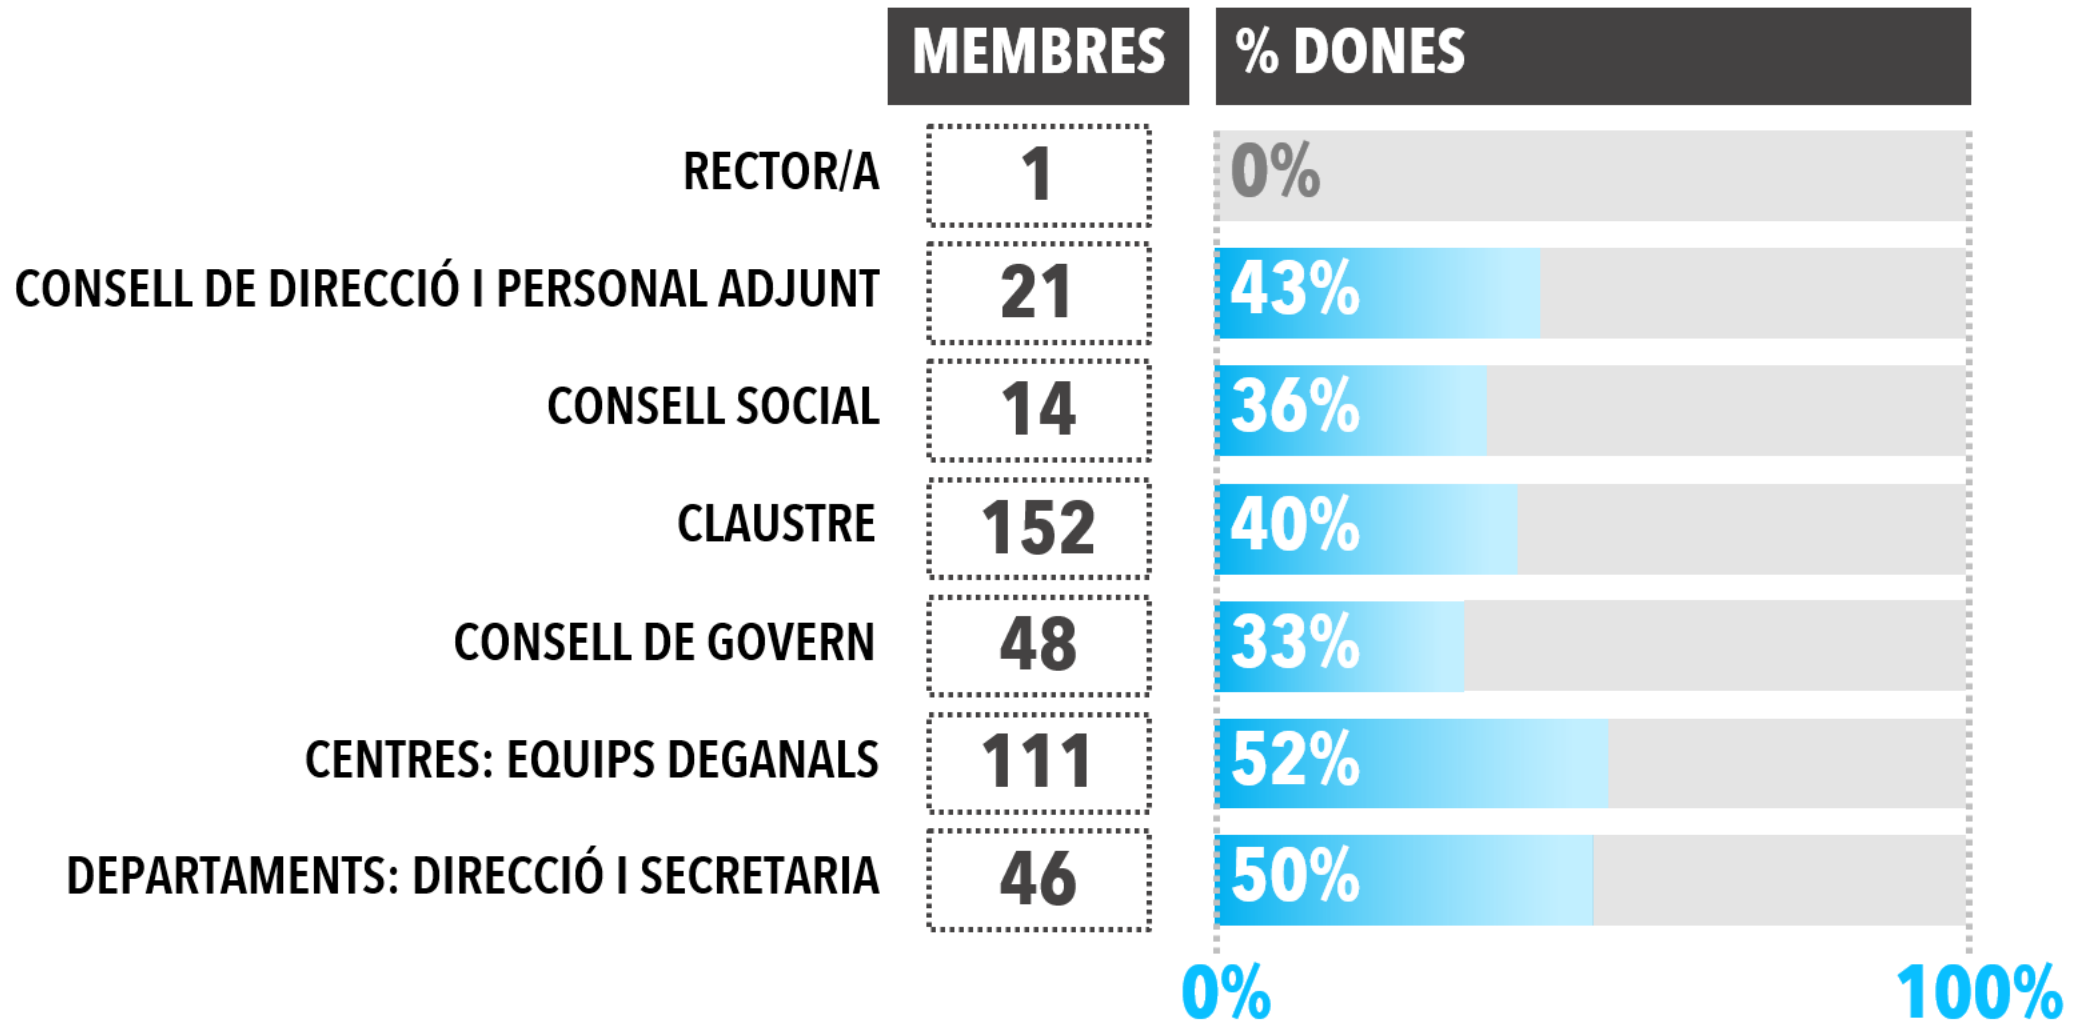 MEMBRES % DONES
RECTOR/A 1 0%
CONSELL DE DIRECCIÓ I PERSONAL ADJUNT 21 43%
CONSELL SOCIAL 14 36%
CLAUSTRE 152 40%
CONSELL DE GOVERN 48 33%
CENTRES: EQUIPS DEGANALS 111 52%
DEPARTAMENTS: DIRECCIÓ I SECRETARIA 46 50%
0% 100%